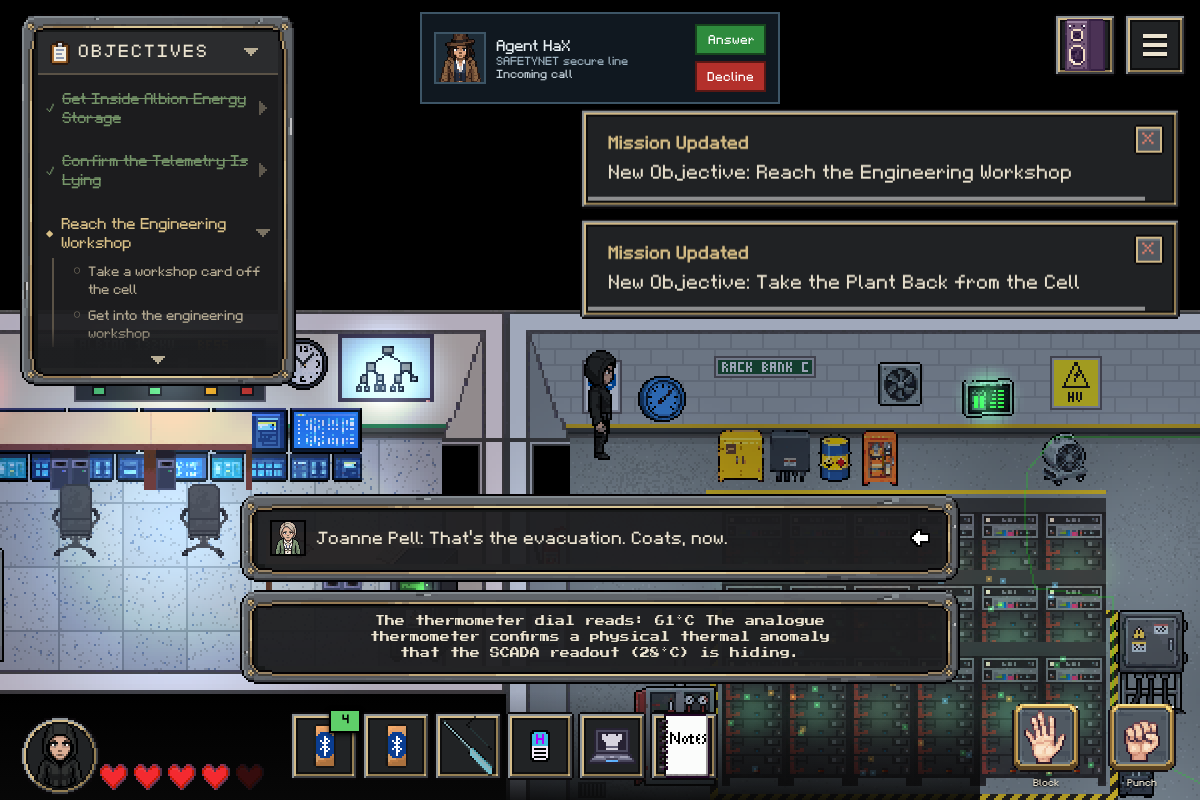 OBJECTIVES
Get Inside Albion Energy
Storage
Confirm the Telemetry Is
Lying
Reach the Engineering
Workshop
Take a workshop card off
the cell
Get into the engineering
workshop
Agent HaX
SAFETYNET secure line
Incoming call
Answer
Decline
Mission Updated
New Objective: Reach the Engineering Workshop
Mission Updated
New Objective: Take the Plant Back from the Cell
RACK BANK C
HV
Joanne Pell: That's the evacuation. Coats, now.
The thermometer dial reads: 61°C The analogue
thermometer confirms a physical thermal anomaly
that the SCADA readout (28°C) is hiding.
4
H
Notes
Block
Punch